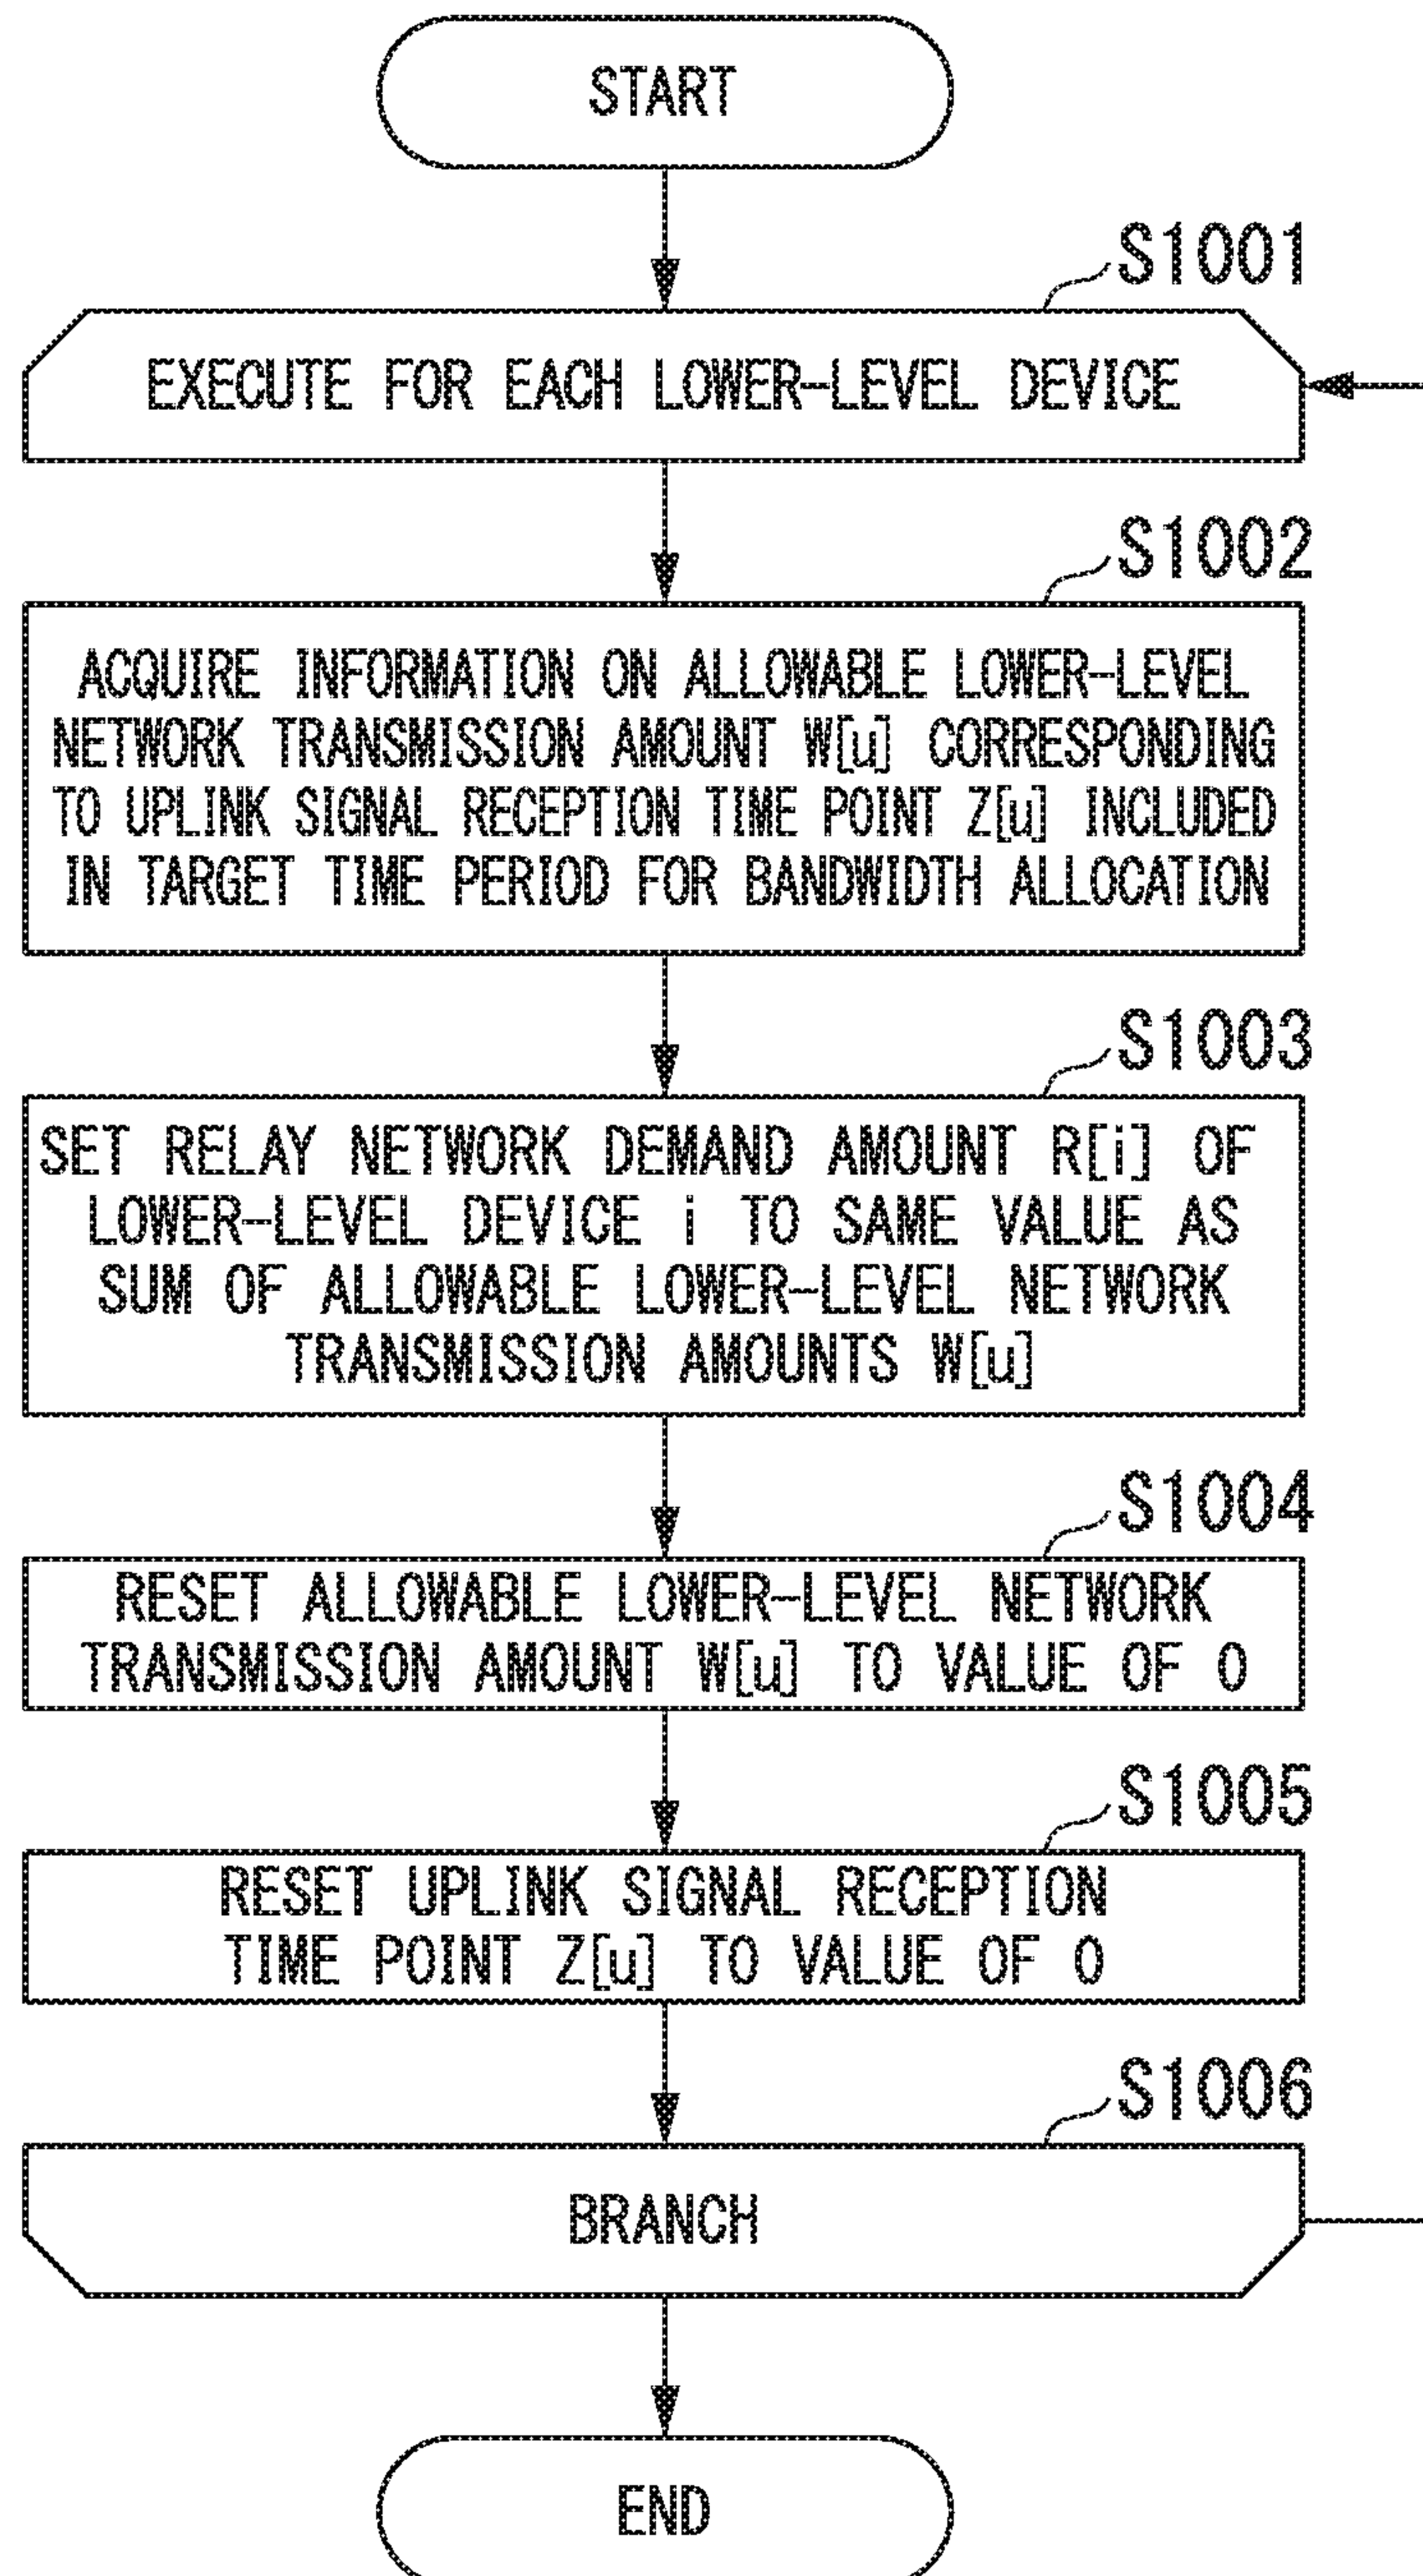 START
S1001
EXECUTE FOR EACH LOWER-LEVEL DEVICE
S1002
ACQUIRE INFORMATION ON ALLOWABLE LOWER-LEVEL
NETWORK TRANSMISSION AMOUNT W[u] CORRESPONDING
TO UPLINK SIGNAL RECEPTION TIME POINT Z[u] INCLUDED
IN TARGET TIME PERIOD FOR BANDWIDTH ALLOCATION
S1003
SET RELAY NETWORK DEMAND AMOUNT R[i] OF
LOWER-LEVEL DEVICE i TO SAME VALUE AS
SUM OF ALLOWABLE LOWER-LEVEL NETWORK
TRANSMISSION AMOUNTS W[u]
S1004
RESET ALLOWABLE LOWER-LEVEL NETWORK
TRANSMISSION AMOUNT W[u] TO VALUE OF 0
S1005
RESET UPLINK SIGNAL RECEPTION
TIME POINT Z[u] TO VALUE OF 0
S1006
BRANCH
END